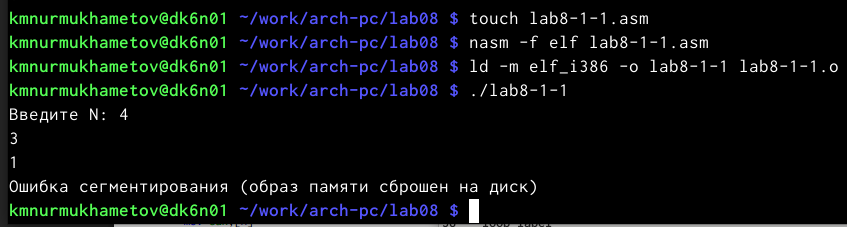 kmnurmukhametov@dk6n01 ~/work/arch-pc/lab08 $ touch lab8-1-1.asm
kmnurmukhametov@dk6n01 ~/work/arch-pc/lab08 $ nasm -f elf lab8-1-1.asm
kmnurmukhametov@dk6n01 ~/work/arch-pc/lab08 $ ld -m elf_i386 -o lab8-1-1 lab8-1-1.o
kmnurmukhametov@dk6n01 ~/work/arch-pc/lab08 $ ./lab8-1-1
Введите N: 4
3
1
Ошибка сегментирования (образ памяти сброшен на диск)
kmnurmukhametov@dk6n01 ~/work/arch-pc/lab08 $